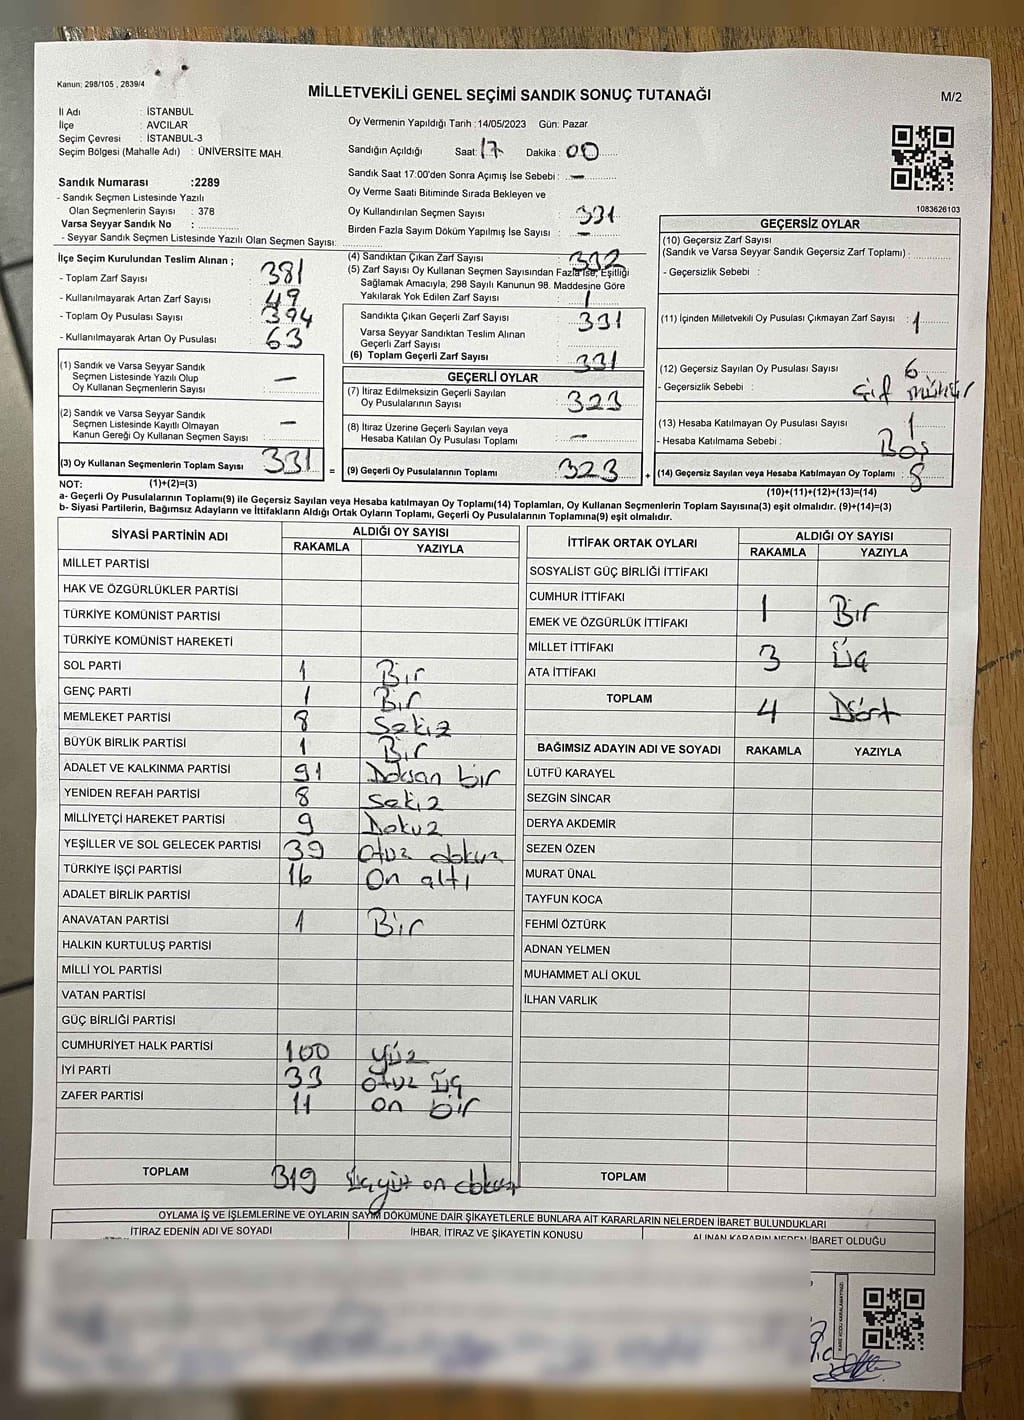 Kanun: 298/105 , 2839/4
MİLLETVEKİLİ GENEL SEÇİMİ SANDIK SONUÇ TUTANAĞI
M/2
İl Adı : İSTANBUL
İlçe : AVCILAR
Seçim Çevresi : İSTANBUL-3
Seçim Bölgesi (Mahalle Adı) : ÜNİVERSİTE MAH.
Oy Vermenin Yapıldığı Tarih :14/05/2023 Gün: Pazar
Sandığın Açıldığı Saat: 17 Dakika : 00
Sandık Saat 17:00'den Sonra Açımış İse Sebebi : -
Oy Verme Saati Bitiminde Sırada Bekleyen ve
Oy Kullandırılan Seçmen Sayısı 331
Birden Fazla Sayım Döküm Yapılmış İse Sayısı : -
1083626103
Sandık Numarası :2289
- Sandık Seçmen Listesinde Yazılı
Olan Seçmenlerin Sayısı : 378
Varsa Seyyar Sandık No :
- Seyyar Sandık Seçmen Listesinde Yazılı Olan Seçmen Sayısı:
İlçe Seçim Kurulundan Teslim Alınan ;
- Toplam Zarf Sayısı : 381
- Kullanılmayarak Artan Zarf Sayısı : 49
- Toplam Oy Pusulası Sayısı : 394
- Kullanılmayarak Artan Oy Pusulası : 63
(1) Sandık ve Varsa Seyyar Sandık
Seçmen Listesinde Yazılı Olup
Oy Kullanan Seçmenlerin Sayısı : -
(2) Sandık ve Varsa Seyyar Sandık
Seçmen Listesinde Kayıtlı Olmayan
Kanun Gereği Oy Kullanan Seçmen Sayısı : -
(3) Oy Kullanan Seçmenlerin Toplam Sayısı : 331 =
(4) Sandıktan Çıkan Zarf Sayısı : 332
(5) Zarf Sayısı Oy Kullanan Seçmen Sayısından Fazla ise, Eşitliği
Sağlamak Amacıyla, 298 Sayılı Kanunun 98. Maddesine Göre
Yakılarak Yok Edilen Zarf Sayısı : 1
Sandıkta Çıkan Geçerli Zarf Sayısı : 331
Varsa Seyyar Sandıktan Teslim Alınan
Geçerli Zarf Sayısı :
(6) Toplam Geçerli Zarf Sayısı : 331
GEÇERLİ OYLAR
(7) İtiraz Edilmeksizin Geçerli Sayılan
Oy Pusulalarının Sayısı : 323
(8) İtiraz Üzerine Geçerli Sayılan veya
Hesaba Katılan Oy Pusulası Toplamı : -
(9) Geçerli Oy Pusulalarının Toplamı : 323 +
GEÇERSİZ OYLAR
(10) Geçersiz Zarf Sayısı
(Sandık ve Varsa Seyyar Sandık Geçersiz Zarf Toplamı) :
- Geçersizlik Sebebi :
(11) İçinden Milletvekili Oy Pusulası Çıkmayan Zarf Sayısı : 1
(12) Geçersiz Sayılan Oy Pusulası Sayısı : 6
- Geçersizlik Sebebi : Çif mühür
(13) Hesaba Katılmayan Oy Pusulası Sayısı : 1
- Hesaba Katılmama Sebebi : Boş
(14) Geçersiz Sayılan veya Hesaba Katılmayan Oy Toplamı : 8
NOT: (1)+(2)=(3)
(10)+(11)+(12)+(13)=(14)
a- Geçerli Oy Pusulalarının Toplamı(9) ile Geçersiz Sayılan veya Hesaba katılmayan Oy Toplamı(14) Toplamları, Oy Kullanan Seçmenlerin Toplam Sayısına(3) eşit olmalıdır. (9)+(14)=(3)
b- Siyasi Partilerin, Bağımsız Adayların ve İttifakların Aldığı Ortak Oyların Toplamı, Geçerli Oy Pusulalarının Toplamına(9) eşit olmalıdır.
SİYASİ PARTİNİN ADI ALDIĞI OY SAYISI
RAKAMLA YAZIYLA
MİLLET PARTİSİ
HAK VE ÖZGÜRLÜKLER PARTİSİ
TÜRKİYE KOMÜNİST PARTİSİ
TÜRKİYE KOMÜNİST HAREKETİ
SOL PARTİ 1 Bir
GENÇ PARTİ 1 Bir
MEMLEKET PARTİSİ 8 Sekiz
BÜYÜK BİRLİK PARTİSİ 1 Bir
ADALET VE KALKINMA PARTİSİ 91 Doksan bir
YENİDEN REFAH PARTİSİ 8 Sekiz
MİLLİYETÇİ HAREKET PARTİSİ 9 Dokuz
YEŞİLLER VE SOL GELECEK PARTİSİ 39 Otuz dokuz
TÜRKİYE İŞÇİ PARTİSİ 16 On altı
ADALET BİRLİK PARTİSİ
ANAVATAN PARTİSİ 1 Bir
HALKIN KURTULUŞ PARTİSİ
MİLLİ YOL PARTİSİ
VATAN PARTİSİ
GÜÇ BİRLİĞİ PARTİSİ
CUMHURİYET HALK PARTİSİ 100 Yüz
İYİ PARTİ 33 Otuz üç
ZAFER PARTİSİ 11 on bir
TOPLAM 319 üçyüz on dokuz
İTTİFAK ORTAK OYLARI ALDIĞI OY SAYISI
RAKAMLA YAZIYLA
SOSYALİST GÜÇ BİRLİĞİ İTTİFAKI
CUMHUR İTTİFAKI 1 Bir
EMEK VE ÖZGÜRLÜK İTTİFAKI
MİLLET İTTİFAKI 3 Üç
ATA İTTİFAKI
TOPLAM 4 Dört
BAĞIMSIZ ADAYIN ADI VE SOYADI RAKAMLA YAZIYLA
LÜTFÜ KARAYEL
SEZGİN SİNCAR
DERYA AKDEMİR
SEZEN ÖZEN
MURAT ÜNAL
TAYFUN KOCA
FEHMİ ÖZTÜRK
ADNAN YELMEN
MUHAMMET ALİ OKUL
İLHAN VARLIK
TOPLAM
OYLAMA İŞ VE İŞLEMLERİNE VE OYLARIN SAYIM DÖKÜMÜNE DAİR ŞİKAYETLERLE BUNLARA AİT KARARLARIN NELERDEN İBARET BULUNDUKLARI
İTİRAZ EDENİN ADI VE SOYADI İHBAR, İTİRAZ VE ŞİKAYETİN KONUSU ALINAN KARARIN NEDEN İBARET OLDUĞU